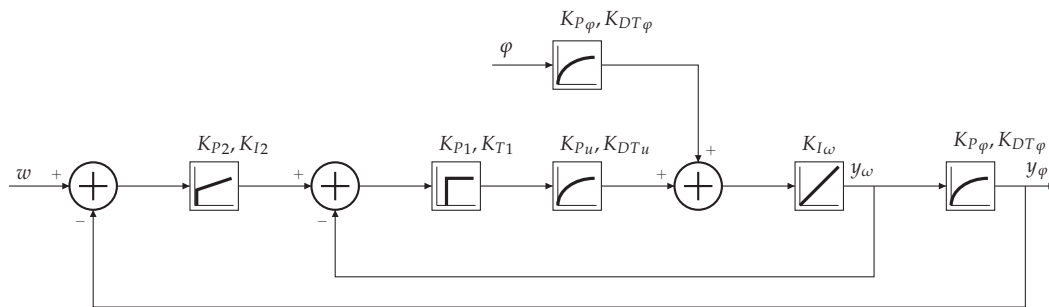 K_{Pφ}, K_{DTφ}
φ
+
w
+
−
K_{P2}, K_{I2}
+
−
K_{P1}, K_{T1}
K_{Pu}, K_{DTu}
+
K_{Iω}
y_ω
K_{Pφ}, K_{DTφ}
y_φ